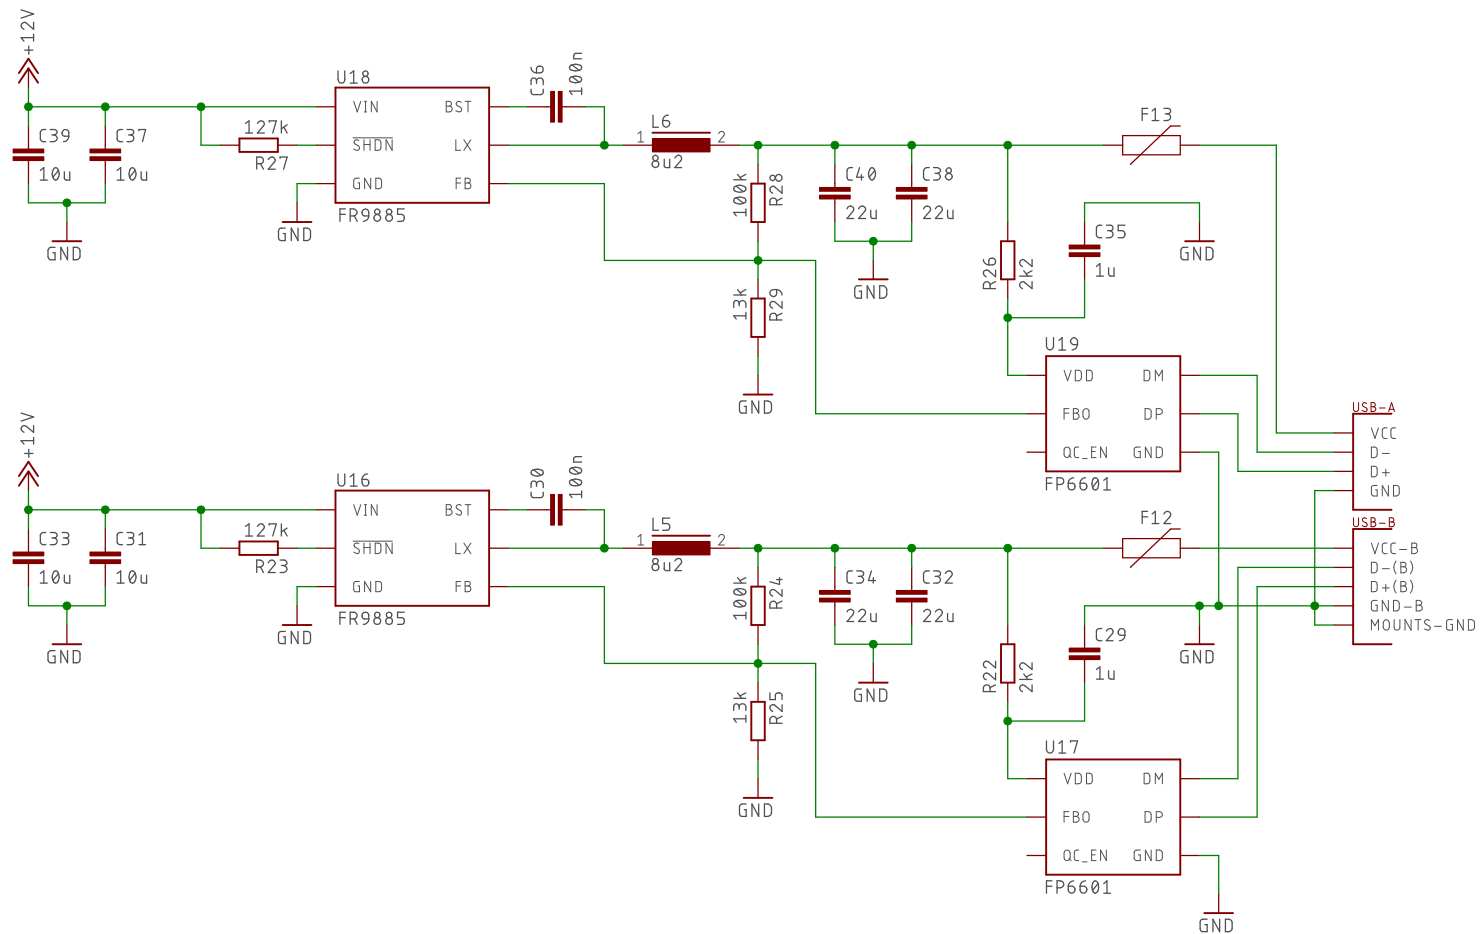 +12V
C39
10u
C37
10u
GND
127k
R27
U18
VIN
SHDN
GND
BST
LX
FB
FR9885
GND
C36
100n
L6
1
2
8u2
100k
R28
13k
R29
GND
C40
22u
C38
22u
GND
R26
2k2
C35
1u
GND
F13
U19
VDD
FBO
QC_EN
DM
DP
GND
FP6601
USB-A
VCC
D-
D+
GND
USB-B
VCC-B
D-(B)
D+(B)
GND-B
MOUNTS-GND
+12V
C33
10u
C31
10u
GND
127k
R23
U16
VIN
SHDN
GND
BST
LX
FB
FR9885
GND
C30
100n
L5
1
2
8u2
100k
R24
13k
R25
GND
C34
22u
C32
22u
GND
R22
2k2
C29
1u
GND
F12
U17
VDD
FBO
QC_EN
DM
DP
GND
FP6601
GND